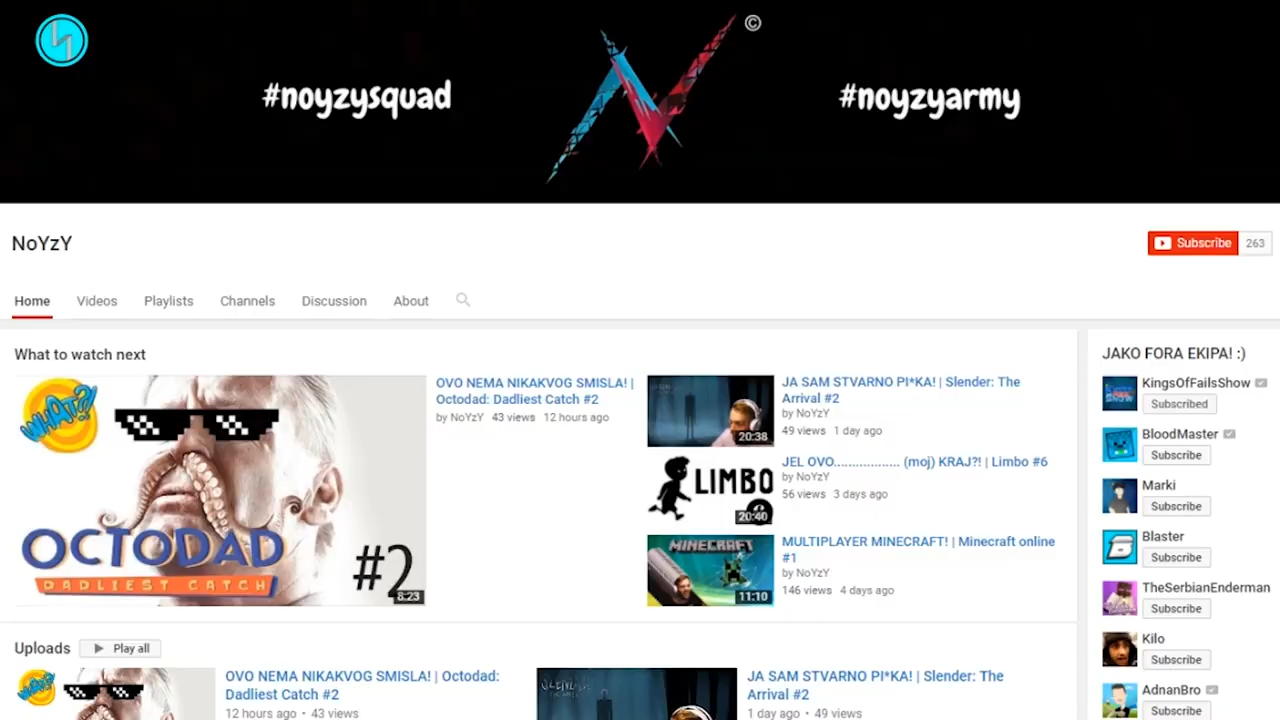 ©
#noyzysquad
#noyzyarmy
NoYzY
Subscribe 263
Home Videos Playlists Channels Discussion About
What to watch next
WHAT?!
OCTODAD
DADLIEST CATCH
#2
8:23
OVO NEMA NIKAKVOG SMISLA! |
Octodad: Dadliest Catch #2
by NoYzY 43 views 12 hours ago
20:38
JA SAM STVARNO PI*KA! | Slender: The
Arrival #2
by NoYzY
49 views 1 day ago
LIMBO
20:40
JEL OVO.................. (moj) KRAJ?! | Limbo #6
by NoYzY
56 views 3 days ago
MINECRAFT
11:10
MULTIPLAYER MINECRAFT! | Minecraft online
#1
by NoYzY
146 views 4 days ago
Uploads Play all
OVO NEMA NIKAKVOG SMISLA! | Octodad:
Dadliest Catch #2
12 hours ago • 43 views
JA SAM STVARNO PI*KA! | Slender: The
Arrival #2
1 day ago • 49 views
JAKO FORA EKIPA! :)
KingsOfFailsShow
Subscribed
BloodMaster
Subscribe
Marki
Subscribe
Blaster
Subscribe
TheSerbianEnderman
Subscribe
Kilo
Subscribe
AdnanBro
Subscribe